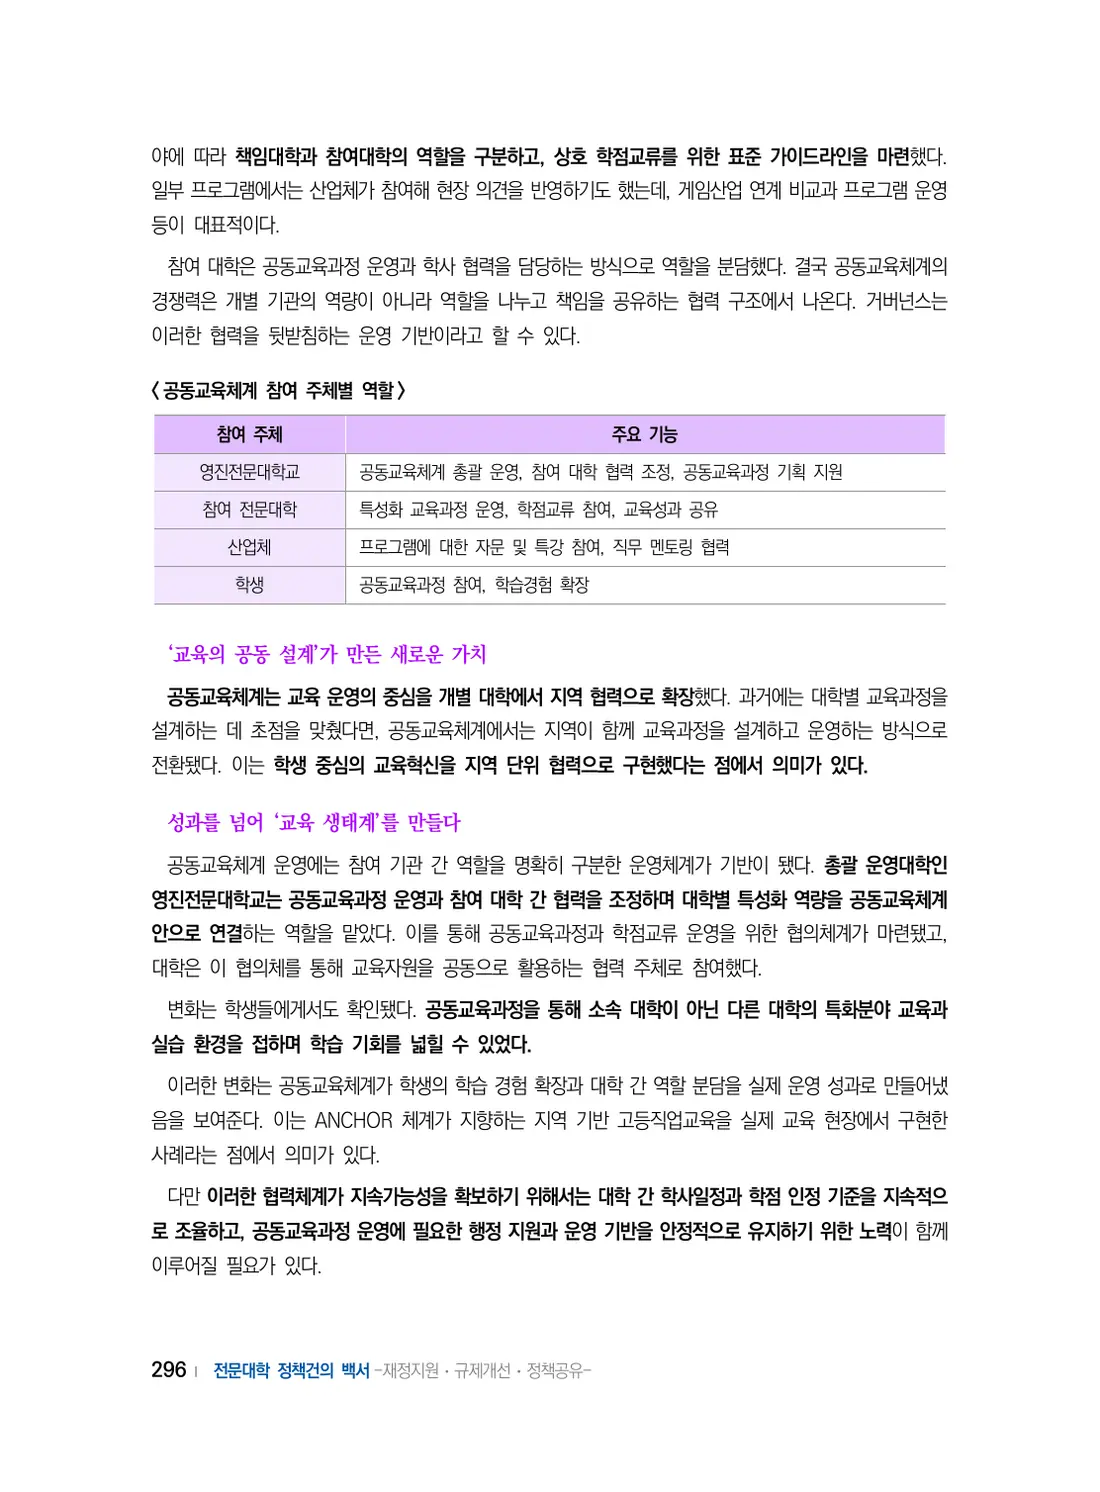 야에 따라 책임대학과 참여대학의 역할을 구분하고, 상호 학점교류를 위한 표준 가이드라인을 마련했다.
일부 프로그램에서는 산업체가 참여해 현장 의견을 반영하기도 했는데, 게임산업 연계 비교과 프로그램 운영
등이 대표적이다.
참여 대학은 공동교육과정 운영과 학사 협력을 담당하는 방식으로 역할을 분담했다. 결국 공동교육체계의
경쟁력은 개별 기관의 역량이 아니라 역할을 나누고 책임을 공유하는 협력 구조에서 나온다. 거버넌스는
이러한 협력을 뒷받침하는 운영 기반이라고 할 수 있다.
〈 공동교육체계 참여 주체별 역할 〉
참여 주체 주요 기능
영진전문대학교 공동교육체계 총괄 운영, 참여 대학 협력 조정, 공동교육과정 기획 지원
참여 전문대학 특성화 교육과정 운영, 학점교류 참여, 교육성과 공유
산업체 프로그램에 대한 자문 및 특강 참여, 직무 멘토링 협력
학생 공동교육과정 참여, 학습경험 확장
‘교육의 공동 설계’가 만든 새로운 가치
공동교육체계는 교육 운영의 중심을 개별 대학에서 지역 협력으로 확장했다. 과거에는 대학별 교육과정을
설계하는 데 초점을 맞췄다면, 공동교육체계에서는 지역이 함께 교육과정을 설계하고 운영하는 방식으로
전환됐다. 이는 학생 중심의 교육혁신을 지역 단위 협력으로 구현했다는 점에서 의미가 있다.
성과를 넘어 ‘교육 생태계’를 만들다
공동교육체계 운영에는 참여 기관 간 역할을 명확히 구분한 운영체계가 기반이 됐다. 총괄 운영대학인
영진전문대학교는 공동교육과정 운영과 참여 대학 간 협력을 조정하며 대학별 특성화 역량을 공동교육체계
안으로 연결하는 역할을 맡았다. 이를 통해 공동교육과정과 학점교류 운영을 위한 협의체계가 마련됐고,
대학은 이 협의체를 통해 교육자원을 공동으로 활용하는 협력 주체로 참여했다.
변화는 학생들에게서도 확인됐다. 공동교육과정을 통해 소속 대학이 아닌 다른 대학의 특화분야 교육과
실습 환경을 접하며 학습 기회를 넓힐 수 있었다.
이러한 변화는 공동교육체계가 학생의 학습 경험 확장과 대학 간 역할 분담을 실제 운영 성과로 만들어냈
음을 보여준다. 이는 ANCHOR 체계가 지향하는 지역 기반 고등직업교육을 실제 교육 현장에서 구현한
사례라는 점에서 의미가 있다.
다만 이러한 협력체계가 지속가능성을 확보하기 위해서는 대학 간 학사일정과 학점 인정 기준을 지속적으
로 조율하고, 공동교육과정 운영에 필요한 행정 지원과 운영 기반을 안정적으로 유지하기 위한 노력이 함께
이루어질 필요가 있다.
296 | 전문대학 정책건의 백서 -재정지원·규제개선·정책공유-